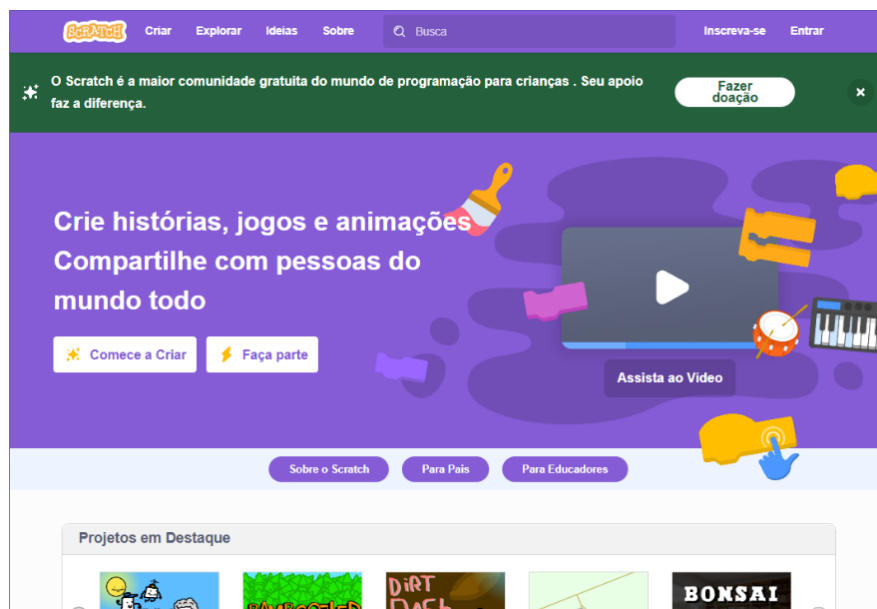 SCRATCH Criar Explorar Ideias Sobre Busca Inscreva-se Entrar
O Scratch é a maior comunidade gratuita do mundo de programação para crianças . Seu apoio
faz a diferença.
Fazer
doação
Crie histórias, jogos e animações
Compartilhe com pessoas do
mundo todo
Comece a Criar Faça parte
Assista ao Video
Sobre o Scratch Para Pais Para Educadores
Projetos em Destaque
DiRT
BONSAI